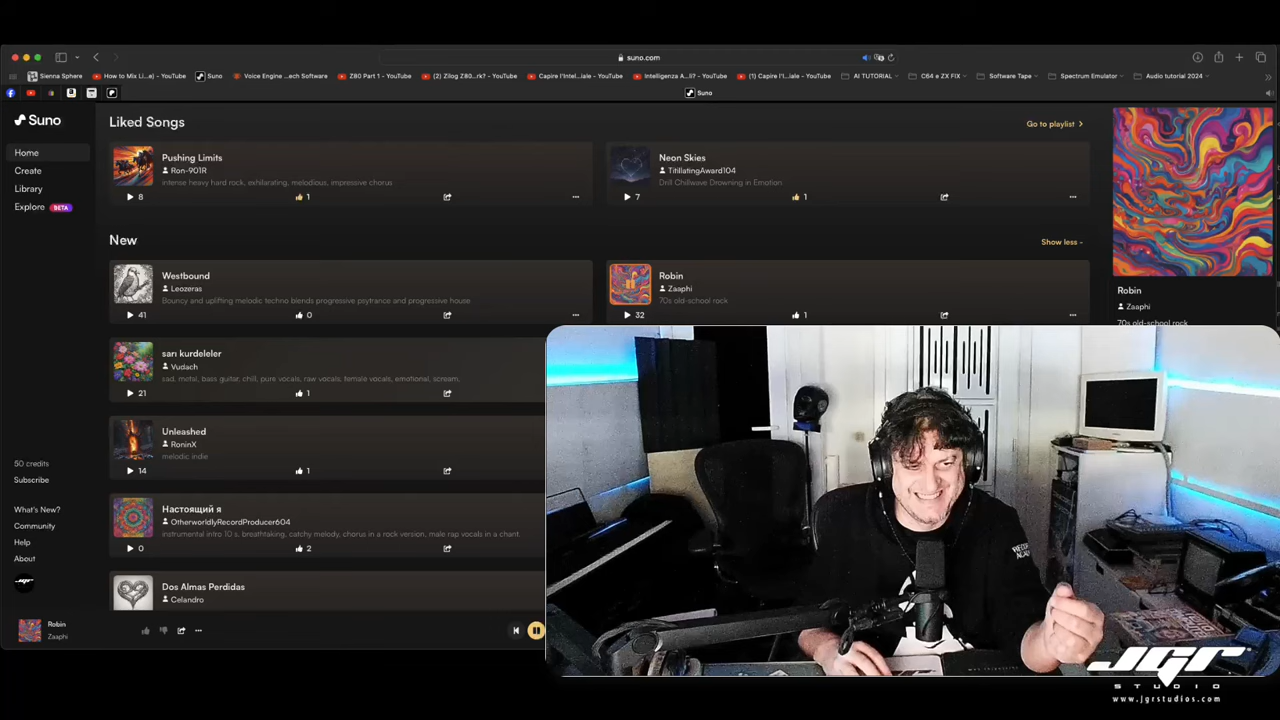 suno.com
Sienna Sphere
How to Mix Li...e) – YouTube
Suno
Voice Engine ...ech Software
Z80 Part 1 – YouTube
(2) Zilog Z80...rk? – YouTube
Capire l'Intel...iale – YouTube
Intelligenza A...i? – YouTube
(1) Capire l'I...iale – YouTube
AI TUTORIAL
C64 e ZX FIX
Software Tape
Spectrum Emulator
Audio tutorial 2024
Suno
Suno
Home
Create
Library
Explore BETA
50 credits
Subscribe
What's New?
Community
Help
About
Liked Songs
Go to playlist
Pushing Limits
Ron-901R
intense heavy hard rock, exhilarating, melodious, impressive chorus
8
1
Neon Skies
TitillatingAward104
Drill Chillwave Drowning in Emotion
7
1
New
Show less
Westbound
Leozeras
Bouncy and uplifting melodic techno blends progressive psytrance and progressive house
41
0
Robin
Zaaphi
70s old-school rock
32
1
sarı kurdeleler
Vudach
sad, metal, bass guitar, chill, pure vocals, raw vocals, female vocals, emotional, scream,
21
1
Unleashed
RoninX
melodic indie
14
1
Настоящий я
OtherworldlyRecordProducer604
instrumental intro 10 s, breathtaking, catchy melody, chorus in a rock version, male rap vocals in a chant.
0
2
Dos Almas Perdidas
Celandro
Robin
Zaaphi
70s old-school rock
Robin
Zaaphi
JGR
STUDIO
www.jgrstudios.com